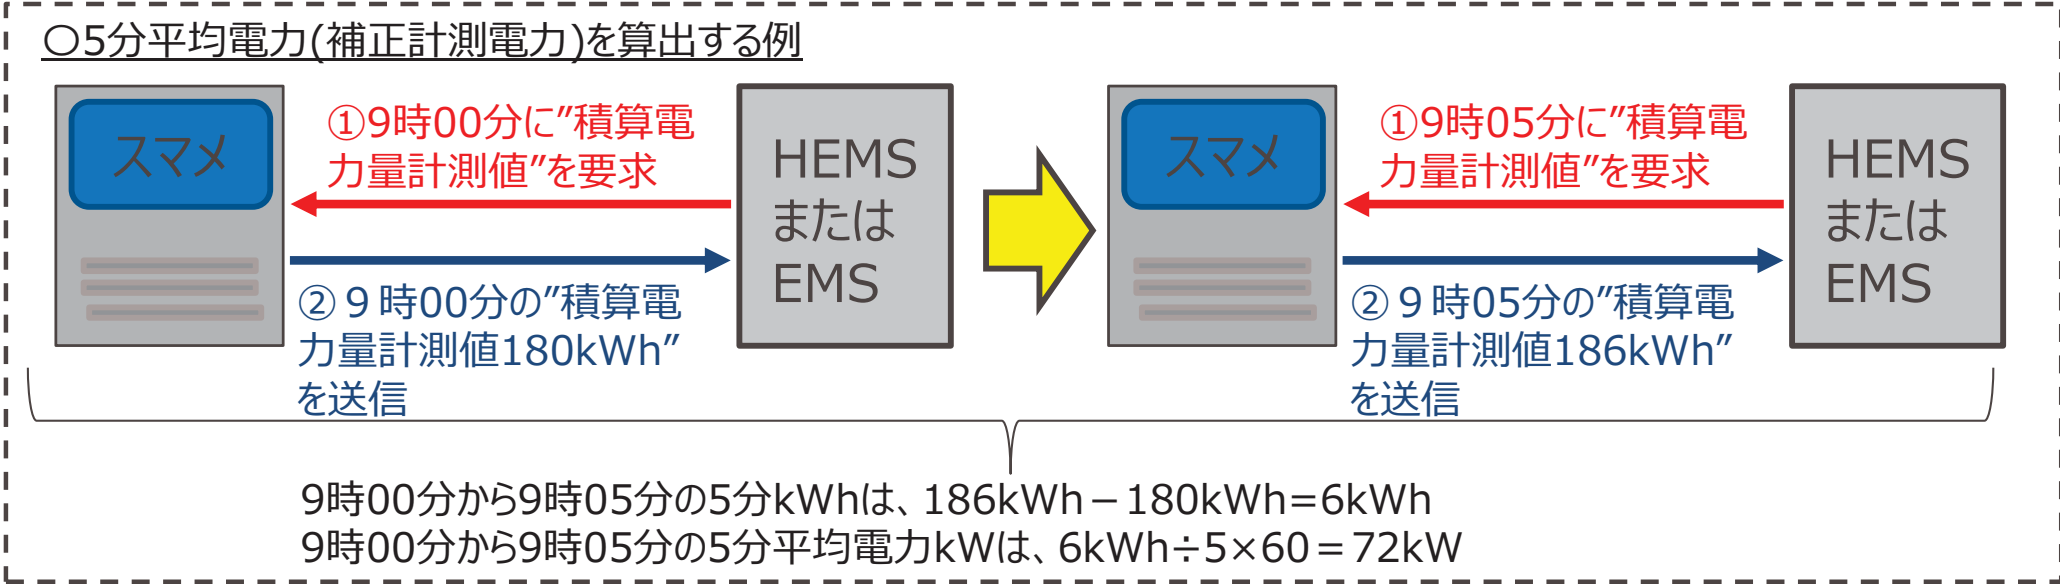 〇5分平均電力(補正計測電力)を算出する例
スマメ
①9時00分に”積算電
力量計測値”を要求
②９時00分の”積算電
力量計測値180kWh”
を送信
HEMS
または
EMS
スマメ
①9時05分に”積算電
力量計測値”を要求
②９時05分の”積算電
力量計測値186kWh”
を送信
HEMS
または
EMS
9時00分から9時05分の5分kWhは、186kWh－180kWh=6kWh
9時00分から9時05分の5分平均電力kWは、6kWh÷5×60＝72kW